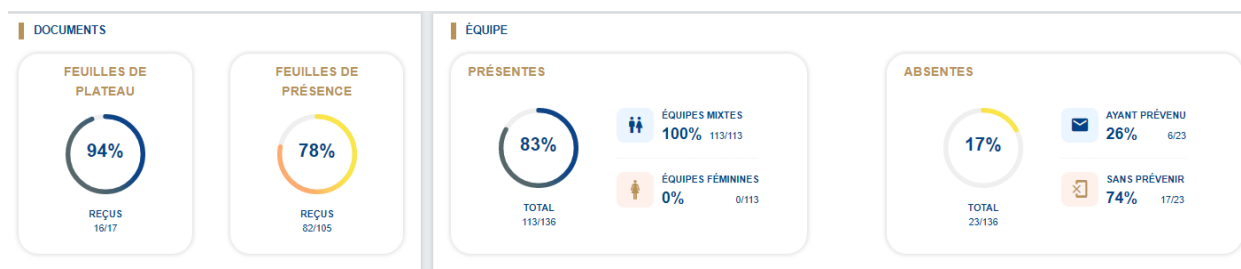 DOCUMENTS
FEUILLES DE
PLATEAU
94%
REÇUS
16/17
FEUILLES DE
PRÉSENCE
78%
REÇUS
82/105
ÉQUIPE
PRÉSENTES
83%
TOTAL
113/136
ÉQUIPES MIXTES
100% 113/113
ÉQUIPES FÉMININES
0% 0/113
ABSENTES
17%
TOTAL
23/136
AYANT PRÉVENU
26% 6/23
SANS PRÉVENIR
74% 17/23